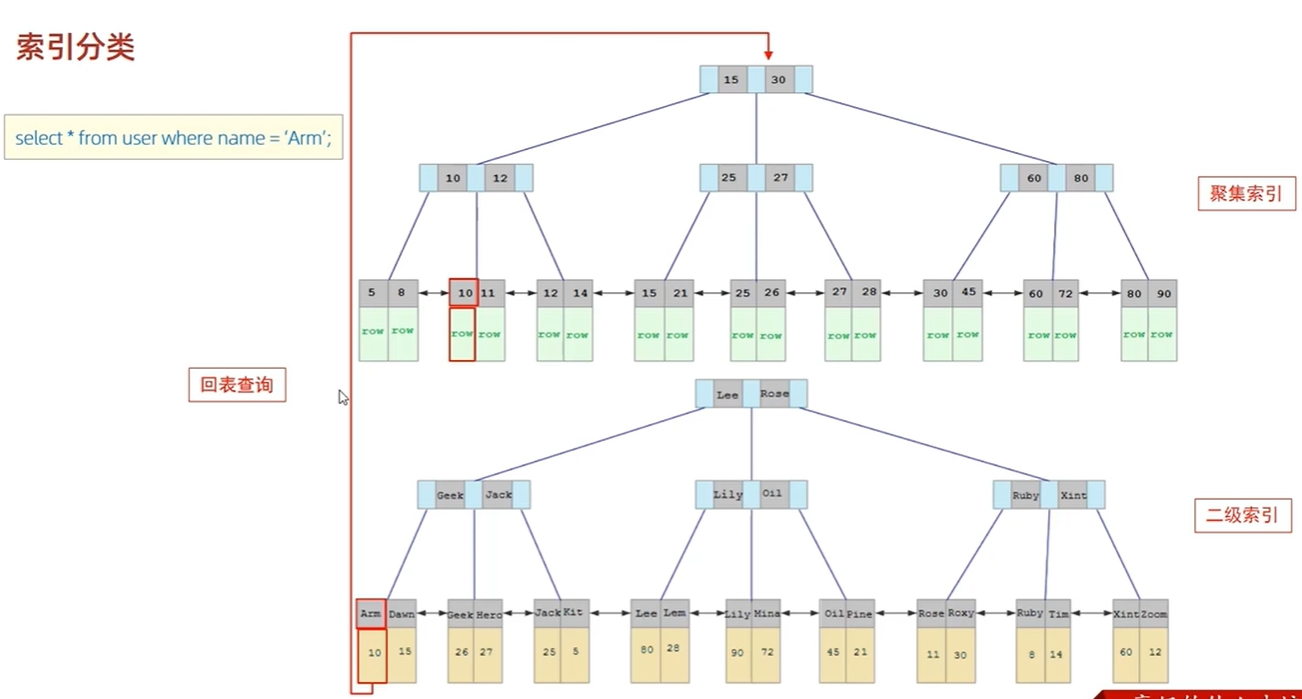 索引分类
select * from user where name = ‘Arm’;
15 30
10 12 25 27 60 80
聚集索引
5 8 10 11 12 14 15 21 25 26 27 28 30 45 60 72 80 90
row row row row row row row row row row row row row row row row row row
回表查询
Lee Rose
Geek Jack Lily Oil Ruby Xint
二级索引
Arm Dawn Geek Hero Jack Kit Lee Lem Lily Mina Oil Pine Rose Roxy Ruby Tim Xint Zoom
10 15 26 27 25 5 80 28 90 72 45 21 11 30 8 14 60 12